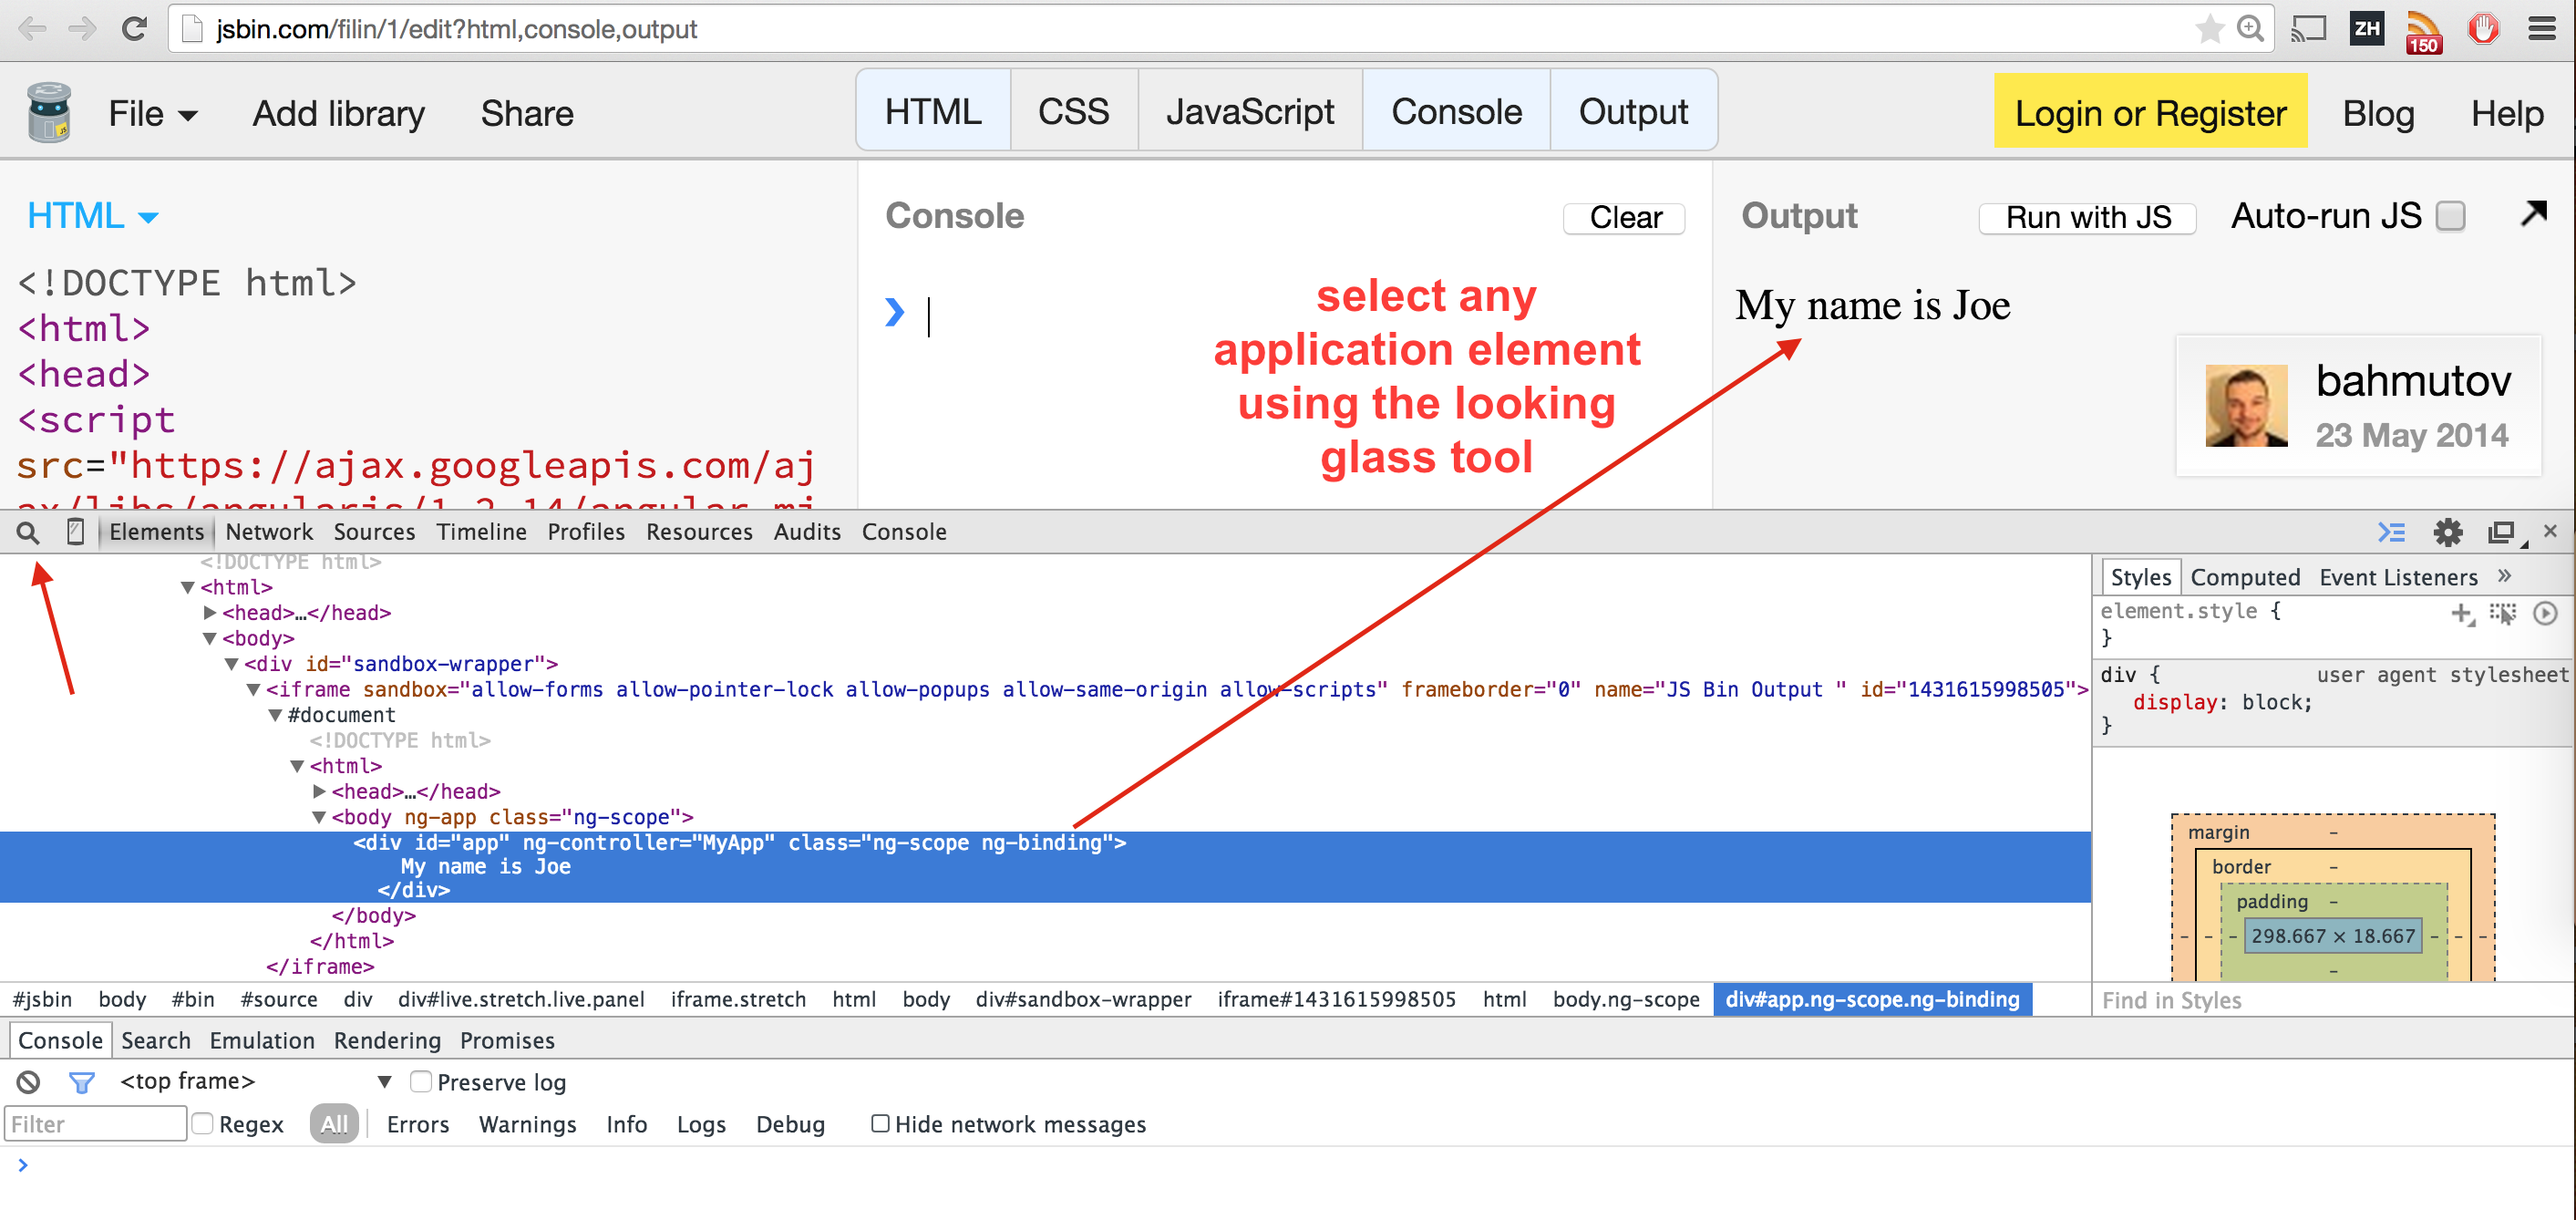 jsbin.com/filin/1/edit?html,console,output
ZH
150
File
Add library
Share
HTML
CSS
JavaScript
Console
Output
Login or Register
Blog
Help
HTML
<!DOCTYPE html>
<html>
<head>
<script
src="https://ajax.googleapis.com/aj
ax/libs/angularjs/1.2.14/angular.mi
Console
Clear
select any
application element
using the looking
glass tool
Output
Run with JS
Auto-run JS
My name is Joe
bahmutov
23 May 2014
Elements Network Sources Timeline Profiles Resources Audits Console
<!DOCTYPE html>
<html>
<head>…</head>
<body>
<div id="sandbox-wrapper">
<iframe sandbox="allow-forms allow-pointer-lock allow-popups allow-same-origin allow-scripts" frameborder="0" name="JS Bin Output " id="1431615998505">
#document
<!DOCTYPE html>
<html>
<head>…</head>
<body ng-app class="ng-scope">
<div id="app" ng-controller="MyApp" class="ng-scope ng-binding">
My name is Joe
</div>
</body>
</html>
</iframe>
#jsbin body #bin #source div div#live.stretch.live.panel iframe.stretch html body div#sandbox-wrapper iframe#1431615998505 html body.ng-scope div#app.ng-scope.ng-binding
Styles Computed Event Listeners »
element.style {
}
div { user agent stylesheet
display: block;
}
margin -
border -
padding -
- - - 298.667 × 18.667 - - -
-
Find in Styles
Console Search Emulation Rendering Promises
<top frame> Preserve log
Filter Regex All Errors Warnings Info Logs Debug Hide network messages